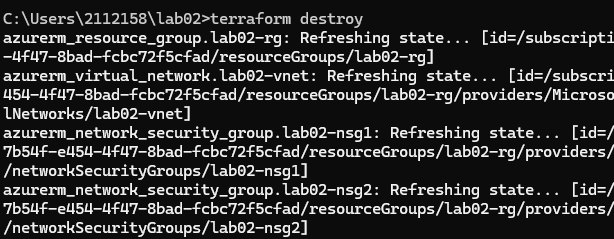 C:\Users\2112158\lab02>terraform destroy
azurerm_resource_group.lab02-rg: Refreshing state... [id=/subscripti
-4f47-8bad-fcbc72f5cfad/resourceGroups/lab02-rg]
azurerm_virtual_network.lab02-vnet: Refreshing state... [id=/subscri
454-4f47-8bad-fcbc72f5cfad/resourceGroups/lab02-rg/providers/Microso
lNetworks/lab02-vnet]
azurerm_network_security_group.lab02-nsg1: Refreshing state... [id=/
7b54f-e454-4f47-8bad-fcbc72f5cfad/resourceGroups/lab02-rg/providers/
/networkSecurityGroups/lab02-nsg1]
azurerm_network_security_group.lab02-nsg2: Refreshing state... [id=/
7b54f-e454-4f47-8bad-fcbc72f5cfad/resourceGroups/lab02-rg/providers/
/networkSecurityGroups/lab02-nsg2]